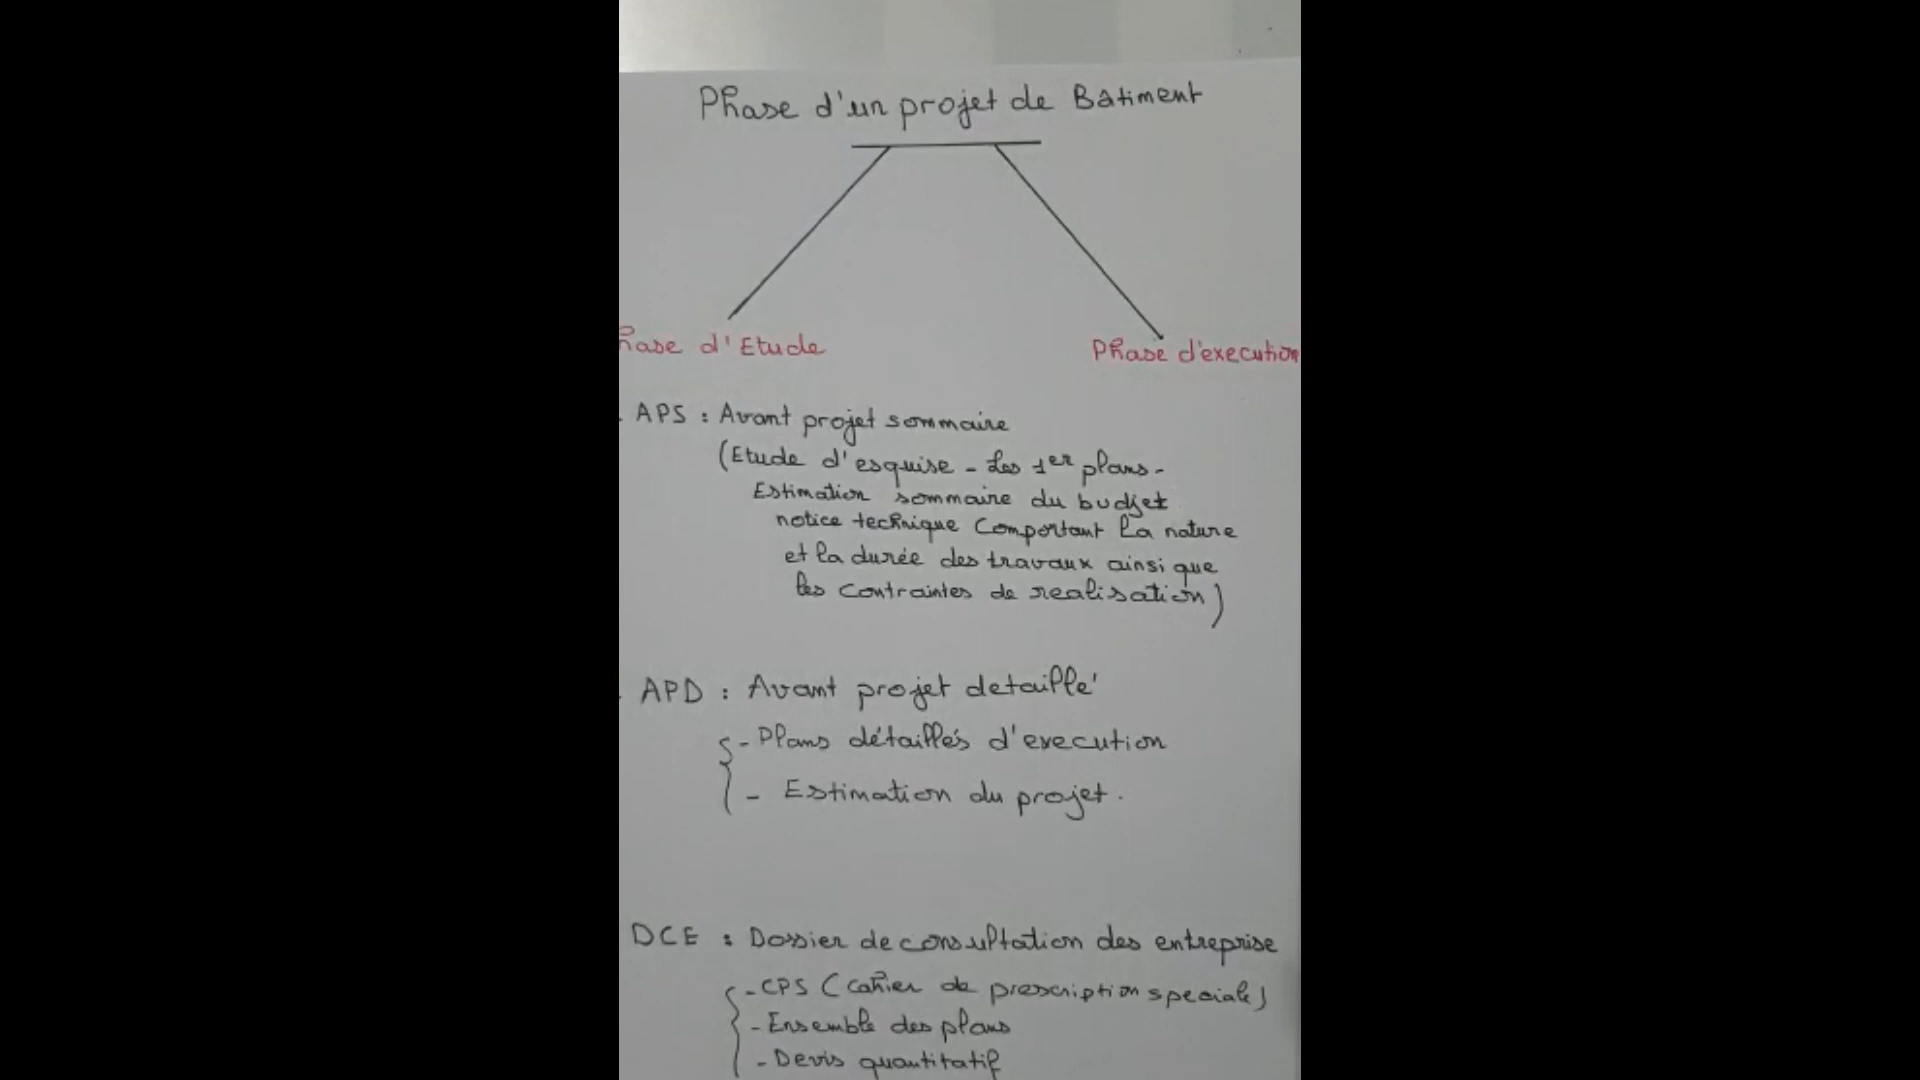 Phase d'un projet de Bâtiment
hase d'Etude
Phase d'execution
- APS : Avant projet sommaire
(Etude d'esquise - Les 1er plans -
Estimation sommaire du budjet
notice technique Comportant la nature
et la durée des travaux ainsi que
les contraintes de realisation)
- APD : Avant projet detaillé
- Plans détaillés d'execution
- Estimation du projet.
DCE : Dossier de consultation des entreprise
- CPS (cahier de prescription speciale)
- Ensemble des plans
- Devis quantitatif